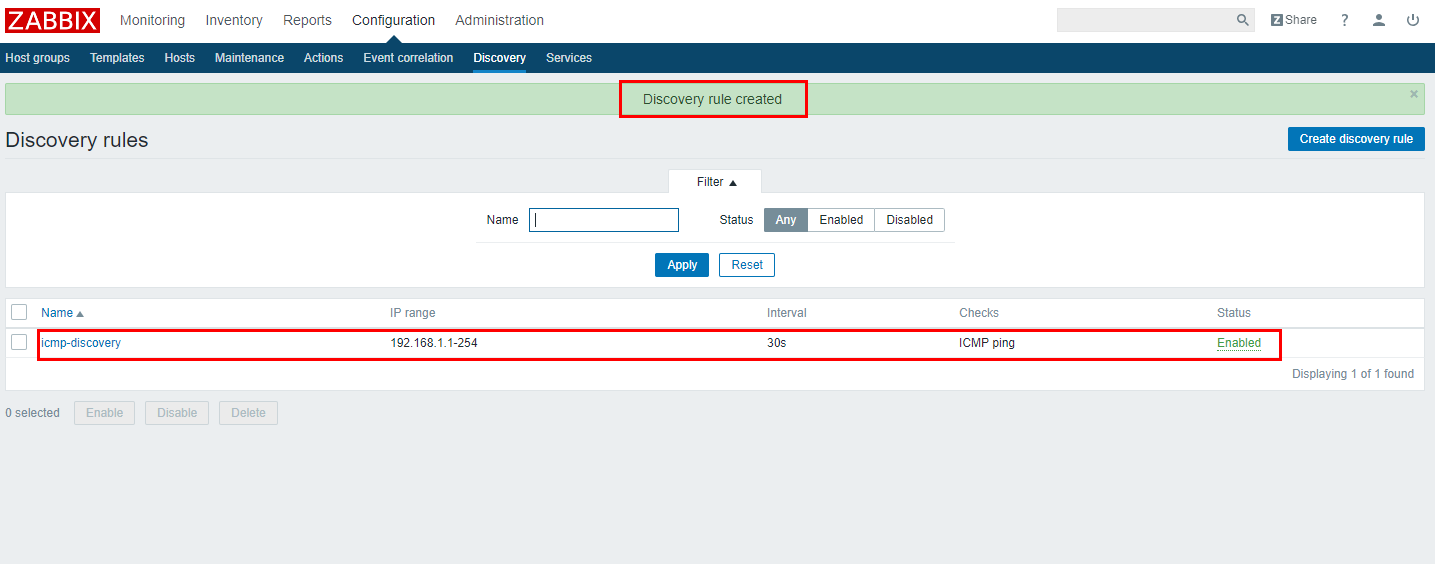 ZABBIX Monitoring Inventory Reports Configuration Administration Z Share ?
Host groups Templates Hosts Maintenance Actions Event correlation Discovery Services
Discovery rule created ×
Discovery rules Create discovery rule
Filter ▲
Name Status Any Enabled Disabled
Apply Reset
Name ▲ IP range Interval Checks Status
icmp-discovery 192.168.1.1-254 30s ICMP ping Enabled
Displaying 1 of 1 found
0 selected Enable Disable Delete